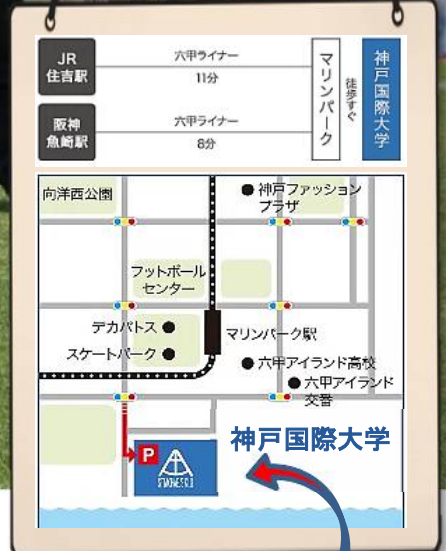 JR
住吉駅
六甲ライナー
11分
阪神
魚崎駅
六甲ライナー
8分
マリンパーク
徒歩すぐ
神戸国際大学
向洋西公園
神戸ファッション
プラザ
フットボール
センター
デカパトス
スケートパーク
マリンパーク駅
六甲アイランド高校
六甲アイランド
交番
P
神戸国際大学